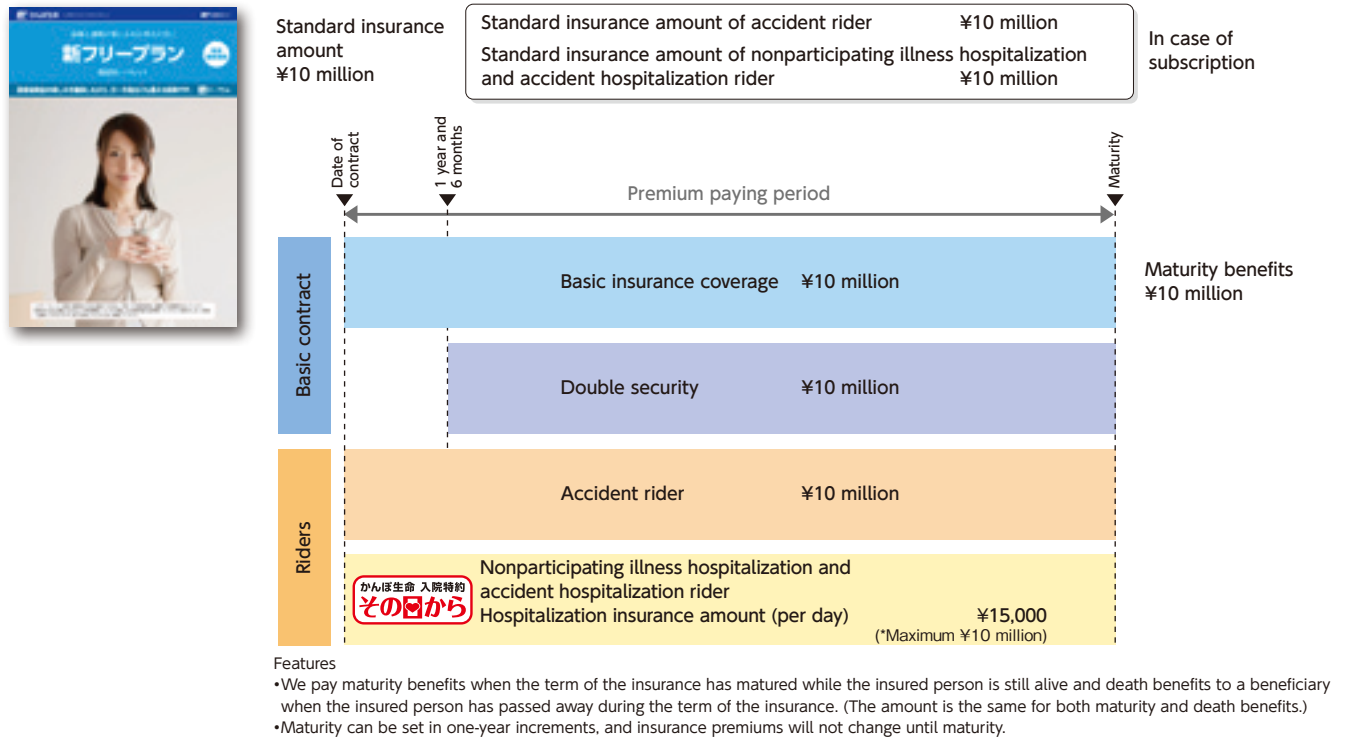 新フリープラン
Standard insurance
amount
¥10 million
Standard insurance amount of accident rider ¥10 million
Standard insurance amount of nonparticipating illness hospitalization
and accident hospitalization rider ¥10 million
In case of
subscription
Date of
contract
1 year and
6 months
Maturity
Premium paying period
Basic contract
Basic insurance coverage ¥10 million
Maturity benefits
¥10 million
Double security ¥10 million
Riders
Accident rider ¥10 million
かんぽ生命 入院特約
その日から
Nonparticipating illness hospitalization and
accident hospitalization rider
Hospitalization insurance amount (per day) ¥15,000
(*Maximum ¥10 million)
Features
•We pay maturity benefits when the term of the insurance has matured while the insured person is still alive and death benefits to a beneficiary
when the insured person has passed away during the term of the insurance. (The amount is the same for both maturity and death benefits.)
•Maturity can be set in one-year increments, and insurance premiums will not change until maturity.